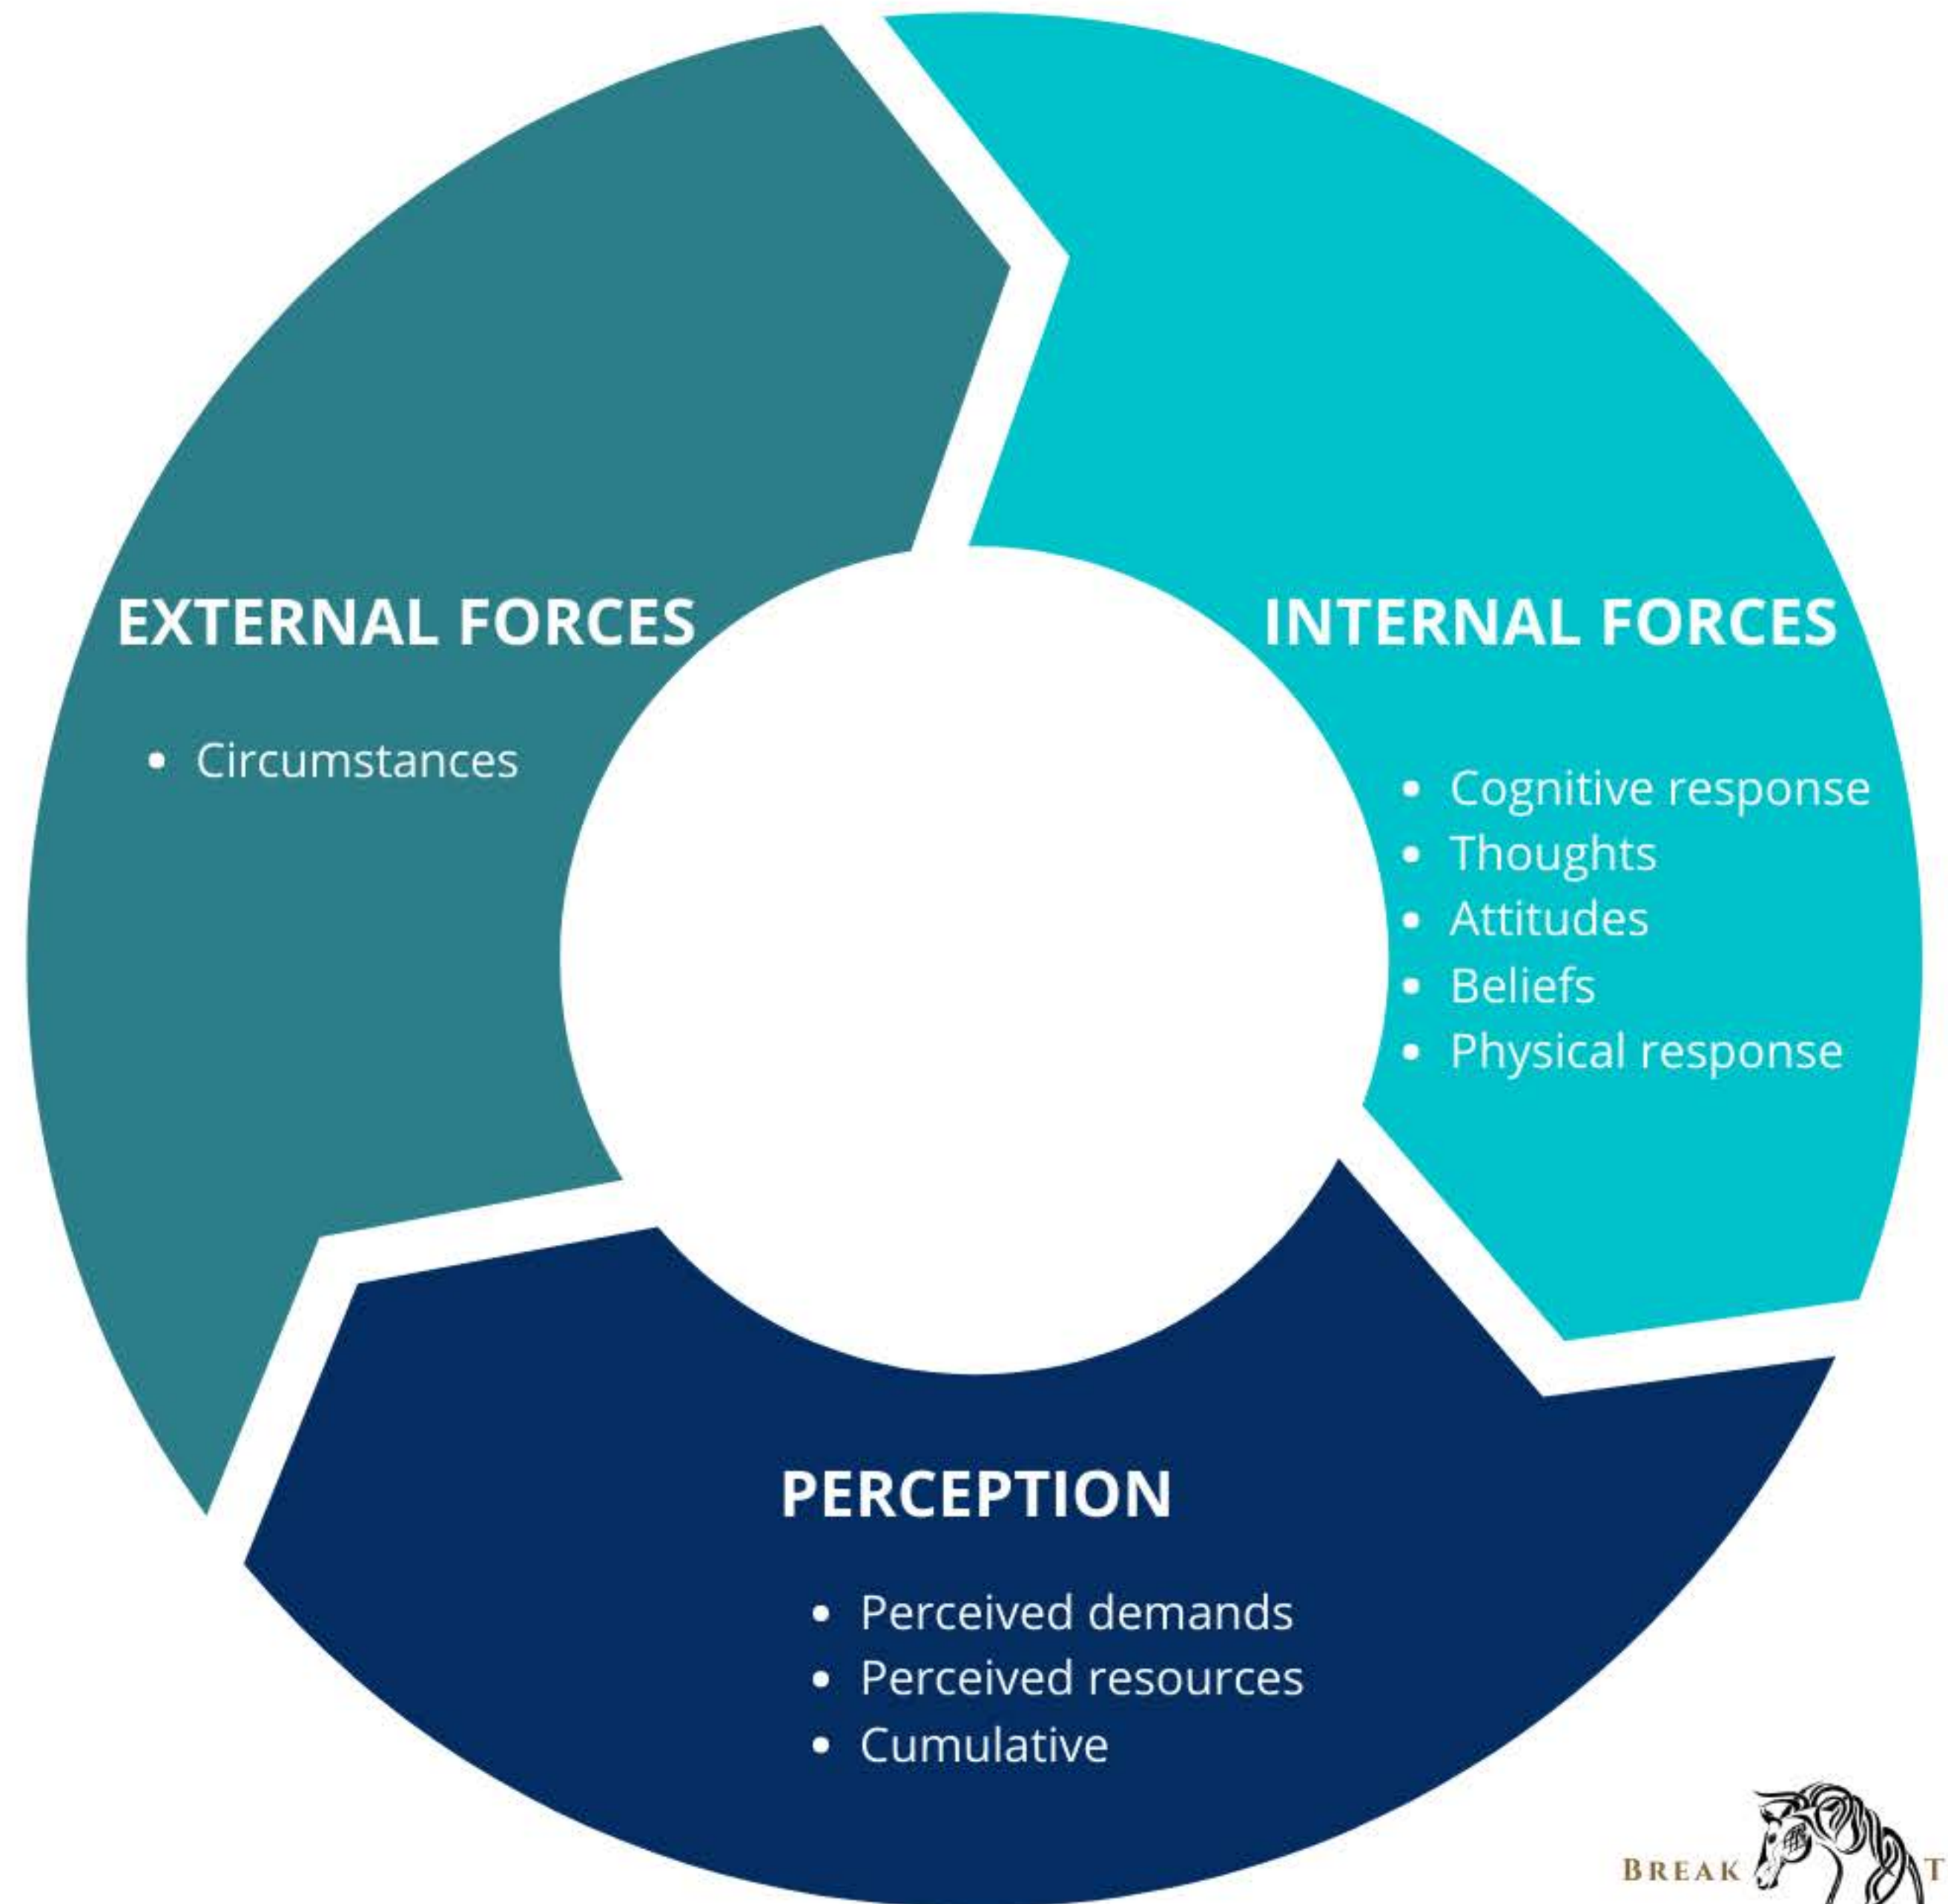 EXTERNAL FORCES
• Circumstances
INTERNAL FORCES
• Cognitive response
• Thoughts
• Attitudes
• Beliefs
• Physical response
PERCEPTION
• Perceived demands
• Perceived resources
• Cumulative
BREAK T